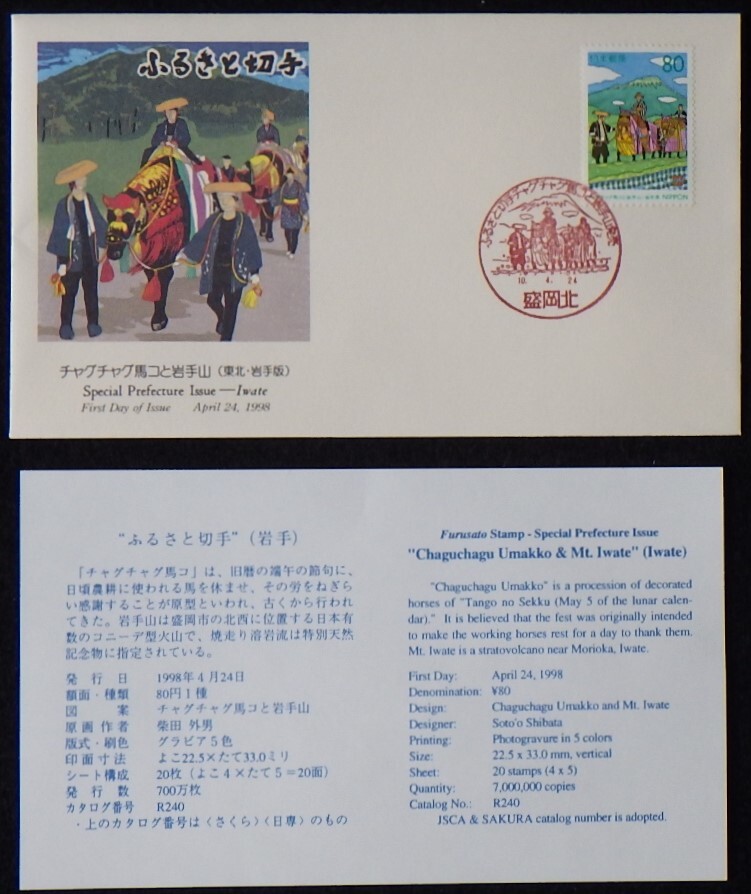 ふるさと切手
日本郵便 80
NIPPON
10. 4. 24
盛岡北
チャグチャグ馬コと岩手山（東北・岩手版）
Special Prefecture Issue — Iwate
First Day of Issue April 24, 1998
“ふるさと切手”（岩手）
「チャグチャグ馬コ」は、旧暦の端午の節句に、
日頃農耕に使われる馬を休ませ、その労をねぎら
い感謝することが原型といわれ、古くから行われ
てきた。岩手山は盛岡市の北西に位置する日本有
数のコニーデ型火山で、焼走り溶岩流は特別天然
記念物に指定されている。
発行日 1998年4月24日
額面・種類 80円1種
図案 チャグチャグ馬コと岩手山
原画作者 柴田 外男
版式・刷色 グラビア5色
印面寸法 よこ22.5×たて33.0ミリ
シート構成 20枚（よこ4×たて5＝20面）
発行数 700万枚
カタログ番号 R240
・上のカタログ番号は〈さくら〉〈日専〉のもの
Furusato Stamp - Special Prefecture Issue
"Chaguchagu Umakko & Mt. Iwate" (Iwate)
"Chaguchagu Umakko" is a procession of decorated
horses of "Tango no Sekku (May 5 of the lunar calen-
dar)." It is believed that the fest was originally intended
to make the working horses rest for a day to thank them.
Mt. Iwate is a stratovolcano near Morioka, Iwate.
First Day: April 24, 1998
Denomination: ¥80
Design: Chaguchagu Umakko and Mt. Iwate
Designer: Soto'o Shibata
Printing: Photogravure in 5 colors
Size: 22.5 x 33.0 mm, vertical
Sheet: 20 stamps (4 x 5)
Quantity: 7,000,000 copies
Catalog No.: R240
JSCA & SAKURA catalog number is adopted.